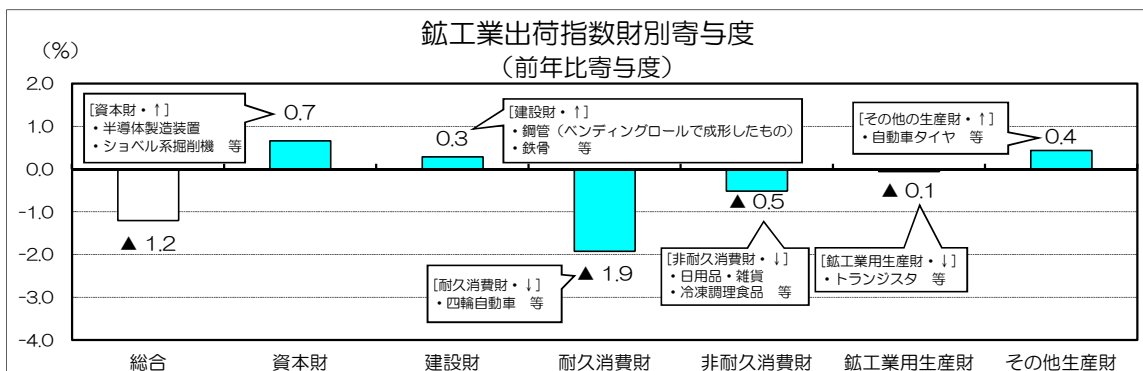 鉱工業出荷指数財別寄与度
（前年比寄与度）
（%）
2.0
1.0
0.0
-1.0
-2.0
-3.0
-4.0
[資本財・↑]
・半導体製造装置
・ショベル系掘削機　等
0.7
[建設財・↑]
・鋼管（ベンディングロールで成形したもの）
・鉄骨　　等
0.3
[その他の生産財・↑]
・自動車タイヤ　等
0.4
▲ 1.2
[耐久消費財・↓]
・四輪自動車　等
▲ 1.9
▲ 0.5
[非耐久消費財・↓]
・日用品・雑貨
・冷凍調理食品　等
▲ 0.1
[鉱工業用生産財・↓]
・トランジスタ　等
総合
資本財
建設財
耐久消費財
非耐久消費財
鉱工業用生産財
その他生産財